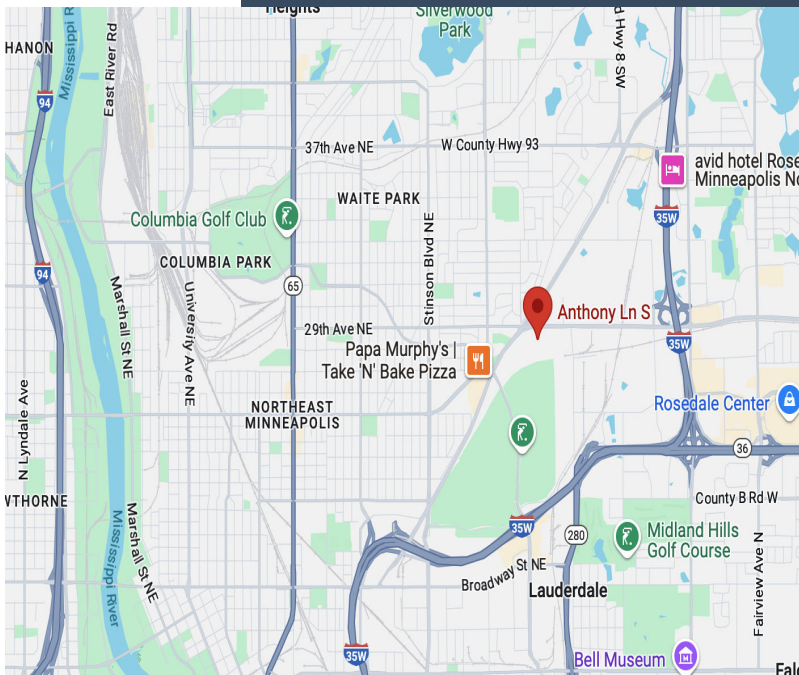 Heights
Silverwood
Park
HANON
94
Mississippi R
East River Rd
d Hwy 8 SW
37th Ave NE
W County Hwy 93
avid hotel Rose
Minneapolis No
WAITE PARK
Columbia Golf Club
35W
COLUMBIA PARK
94
65
Stinson Blvd NE
Marshall St NE
University Ave NE
Anthony Ln S
29th Ave NE
35W
Papa Murphy's |
Take 'N' Bake Pizza
N Lyndale Ave
NORTHEAST
MINNEAPOLIS
Rosedale Center
36
WTHORNE
County B Rd W
Marshall St NE
Mississippi River
35W
280
Midland Hills
Golf Course
Fairview Ave N
Broadway St NE
Lauderdale
35W
Bell Museum
Falc